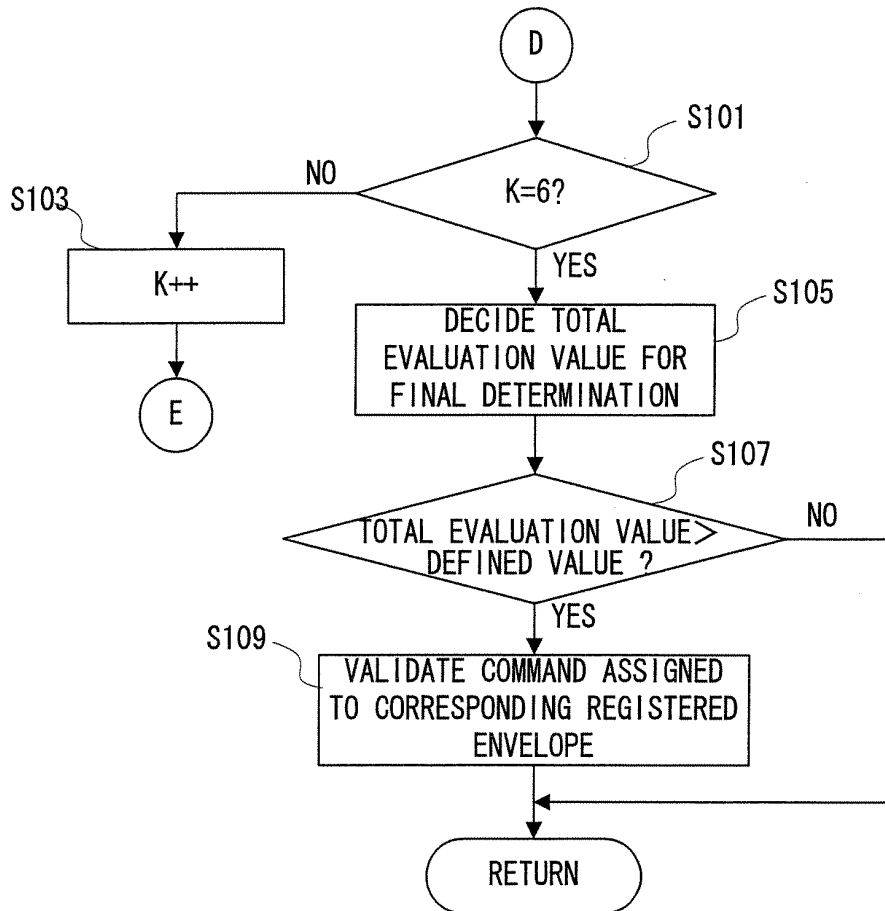 D
S101
NO
K=6?
S103
K++
YES
S105
DECIDE TOTAL
EVALUATION VALUE FOR
FINAL DETERMINATION
E
S107
NO
TOTAL EVALUATION VALUE>
DEFINED VALUE ?
YES
S109
VALIDATE COMMAND ASSIGNED
TO CORRESPONDING REGISTERED
ENVELOPE
RETURN